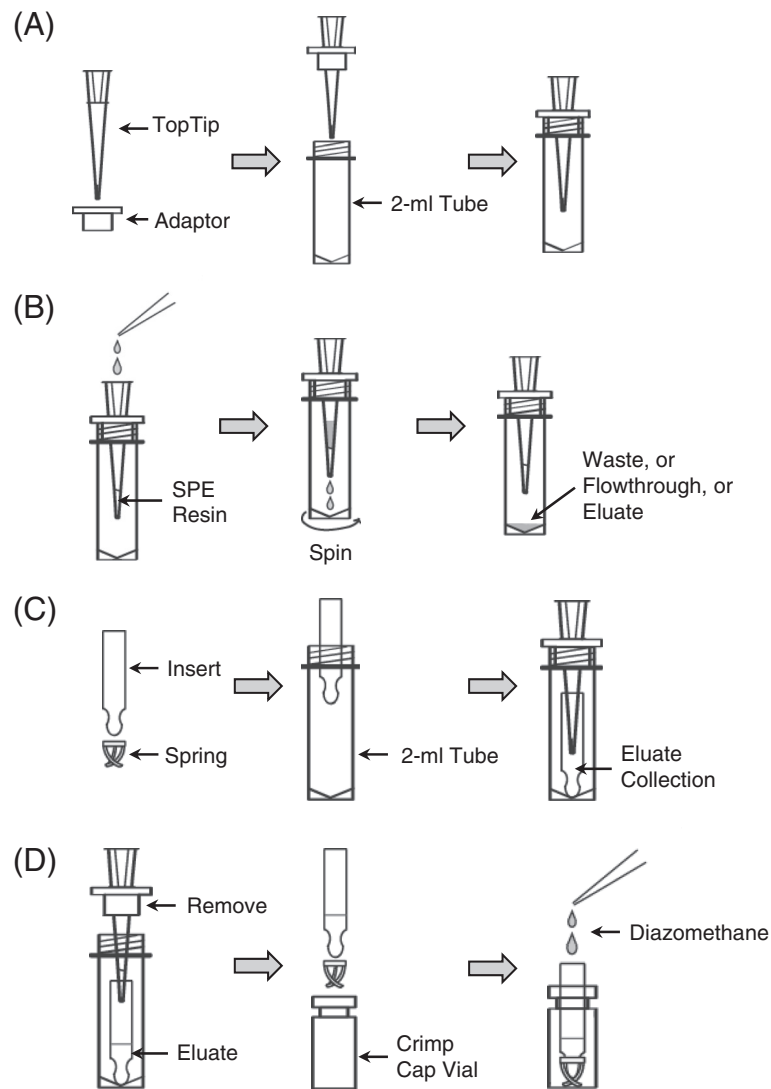 (A)
TopTip
Adaptor
2-ml Tube
(B)
SPE
Resin
Spin
Waste, or
Flowthrough, or
Eluate
(C)
Insert
Spring
2-ml Tube
Eluate
Collection
(D)
Remove
Eluate
Crimp
Cap Vial
Diazomethane